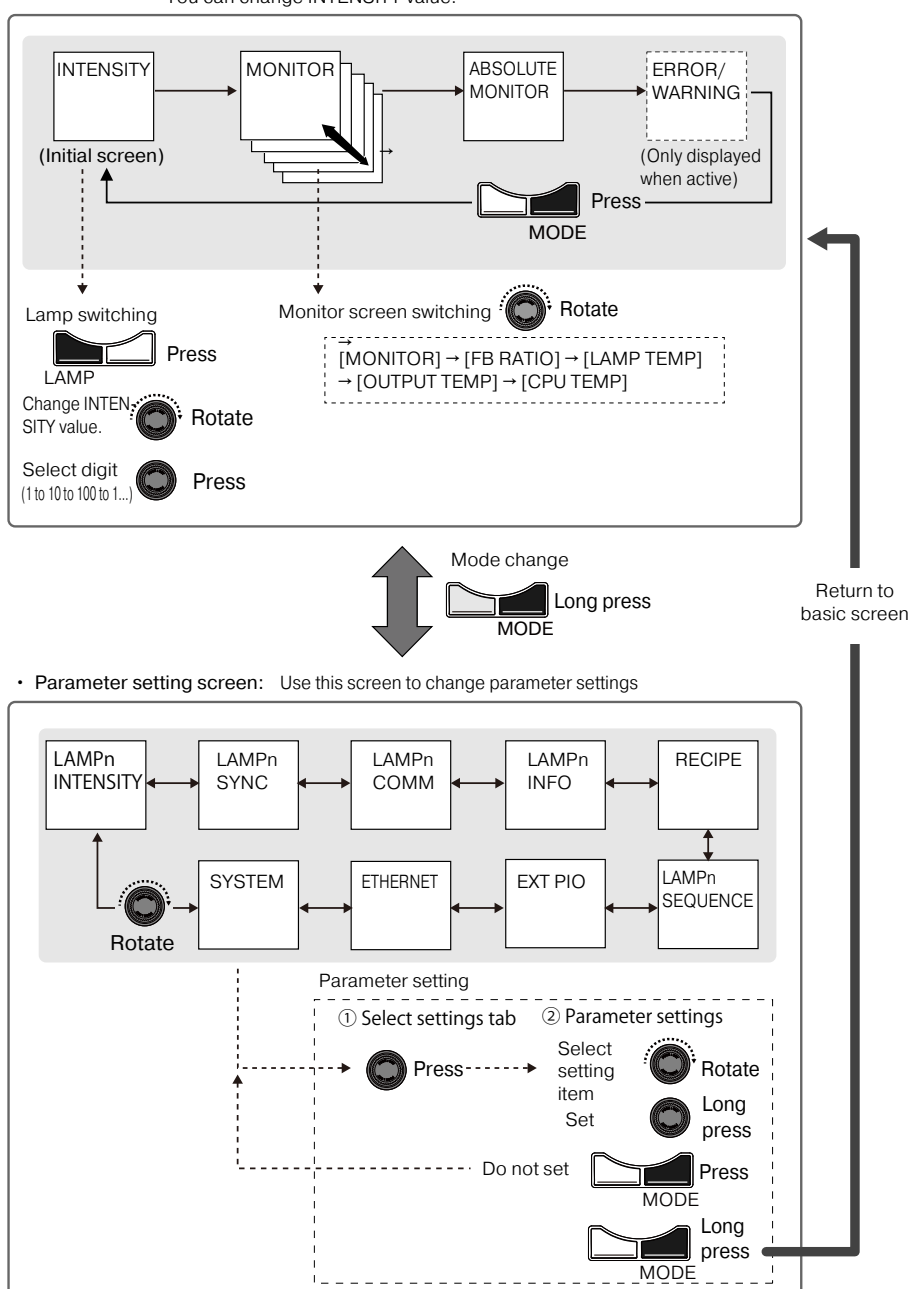 You can change INTENSITY value.
INTENSITY
MONITOR
ABSOLUTE
MONITOR
ERROR/
WARNING
(Initial screen)
→
(Only displayed
when active)
Press
MODE
Lamp switching
Press
LAMP
Change INTEN-
SITY value.
Rotate
Select digit
(1 to 10 to 100 to 1...)
Press
Monitor screen switching
Rotate
→
[MONITOR] → [FB RATIO] → [LAMP TEMP]
→ [OUTPUT TEMP] → [CPU TEMP]
Mode change
Long press
MODE
Return to
basic screen
・ Parameter setting screen: Use this screen to change parameter settings
LAMPn
INTENSITY
LAMPn
SYNC
LAMPn
COMM
LAMPn
INFO
RECIPE
Rotate
SYSTEM
ETHERNET
EXT PIO
LAMPn
SEQUENCE
Parameter setting
① Select settings tab
② Parameter settings
Press
Select
setting
item
Rotate
Set
Long
press
Do not set
Press
MODE
Long
press
MODE